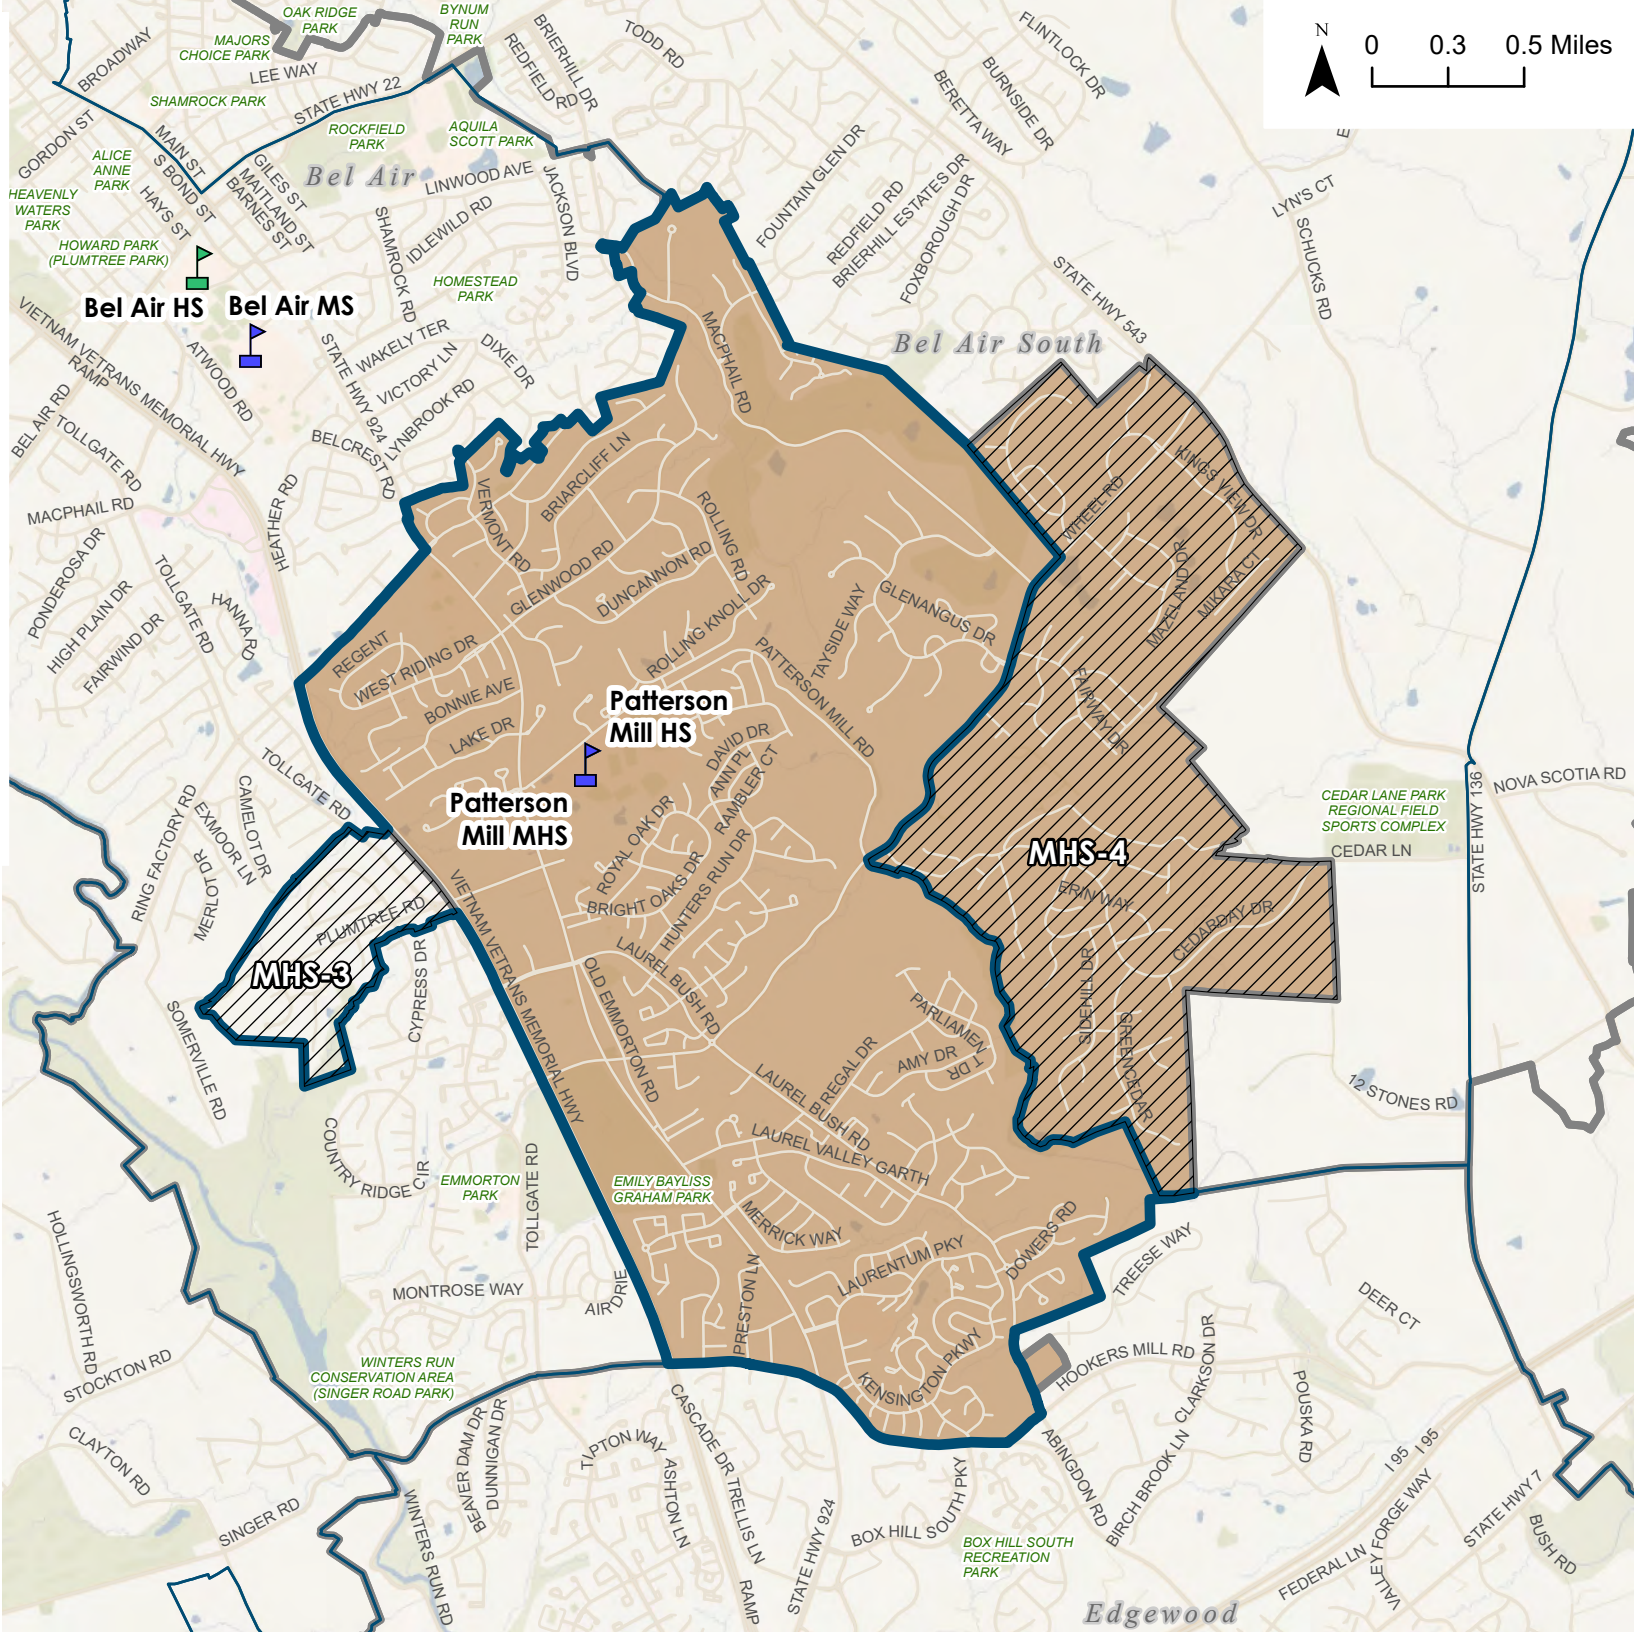 OAK RIDGE
PARK
BYNUM
RUN
PARK
MAJORS
CHOICE PARK
BROADWAY
LEE WAY
SHAMROCK PARK
STATE HWY 22
REDFIELD RD
BRIERHILL DR
TODD RD
FLINTLOCK DR
BURNSIDE DR
BERETTA WAY
N
0 0.3 0.5 Miles
GORDON ST
MAIN ST
S BOND ST
HAYS ST
ALICE
ANNE
PARK
ROCKFIELD
PARK
AQUILA
SCOTT PARK
Bel Air
GILES ST
MAITLAND ST
BARNES ST
LINWOOD AVE
JACKSON BLVD
IDLEWILD RD
SHAMROCK RD
HEAVENLY
WATERS
PARK
HOWARD PARK
(PLUMTREE PARK)
HOMESTEAD
PARK
Bel Air HS
Bel Air MS
FOUNTAIN GLEN DR
REDFIELD RD
BRIERHILL ESTATES DR
FOXBOROUGH DR
LYN'S CT
SCHUCKS RD
STATE HWY 543
Bel Air South
VIETNAM VETRANS MEMORIAL HWY
RAMP
ATWOOD RD
STATE HWY 924
WAKELY TER
VICTORY LN
DIXIE DR
LYNBROOK RD
BELCREST RD
BEL AIR RD
TOLLGATE RD
MACPHAIL RD
MACPHAIL RD
HEATHER RD
VERMONT RD
BRIARCLIFF LN
ROLLING RD
WHEEL RD
KINGS VIEW DR
MAZELAND DR
MIKARA CT
PONDEROSA DR
HIGH PLAIN DR
FAIRWIND DR
TOLLGATE RD
HANNA RD
GLENWOOD RD
DUNCANNON RD
ROLLING KNOLL DR
TAYSIDE WAY
GLENANGUS DR
PATTERSON MILL RD
REGENT
WEST RIDING DR
BONNIE AVE
LAKE DR
FAIRWAY DR
Patterson
Mill HS
Patterson
Mill MHS
DAVID DR
ANN PL
RAMBLER CT
ROYAL OAK DR
BRIGHT OAKS DR
HUNTERS RUN DR
TOLLGATE RD
CAMELOT DR
EXMOOR LN
RING FACTORY RD
MERLOT DR
CEDAR LANE PARK
REGIONAL FIELD
SPORTS COMPLEX
CEDAR LN
NOVA SCOTIA RD
STATE HWY 136
MHS-4
ERIN WAY
CEDARDAY DR
SIDEHILL DR
GREENCEDAR
PLUMTREE RD
MHS-3
CYPRESS DR
VIETNAM VETRANS MEMORIAL HWY
LAUREL BUSH RD
OLD EMMORTON RD
PARLIAMENT DR
AMY DR
REGAL DR
LAUREL BUSH RD
LAUREL VALLEY GARTH
12 STONES RD
SOMERVILLE RD
COUNTRY RIDGE CIR
EMMORTON
PARK
TOLLGATE RD
EMILY BAYLISS
GRAHAM PARK
MERRICK WAY
LAURENTUM PKY
DOWERS RD
TREESE WAY
HOLLINGSWORTH RD
MONTROSE WAY
AIRDRIE
PRESTON LN
KENSINGTON PKWY
HOOKERS MILL RD
CLARKSON DR
DEER CT
STOCKTON RD
WINTERS RUN
CONSERVATION AREA
(SINGER ROAD PARK)
CLAYTON RD
SINGER RD
BEAVER DAM DR
DUNNIGAN DR
WINTERS RUN RD
TIPTON WAY
ASHTON LN
CASCADE DR
TRELLIS LN
RAMP
STATE HWY 924
BOX HILL SOUTH PKY
BOX HILL SOUTH
RECREATION
PARK
ABINGDON RD
BIRCH BROOK LN
POUSKA RD
I 95
I 95
FEDERAL LN
VALLEY FORGE WAY
STATE HWY 7
BUSH RD
Edgewood